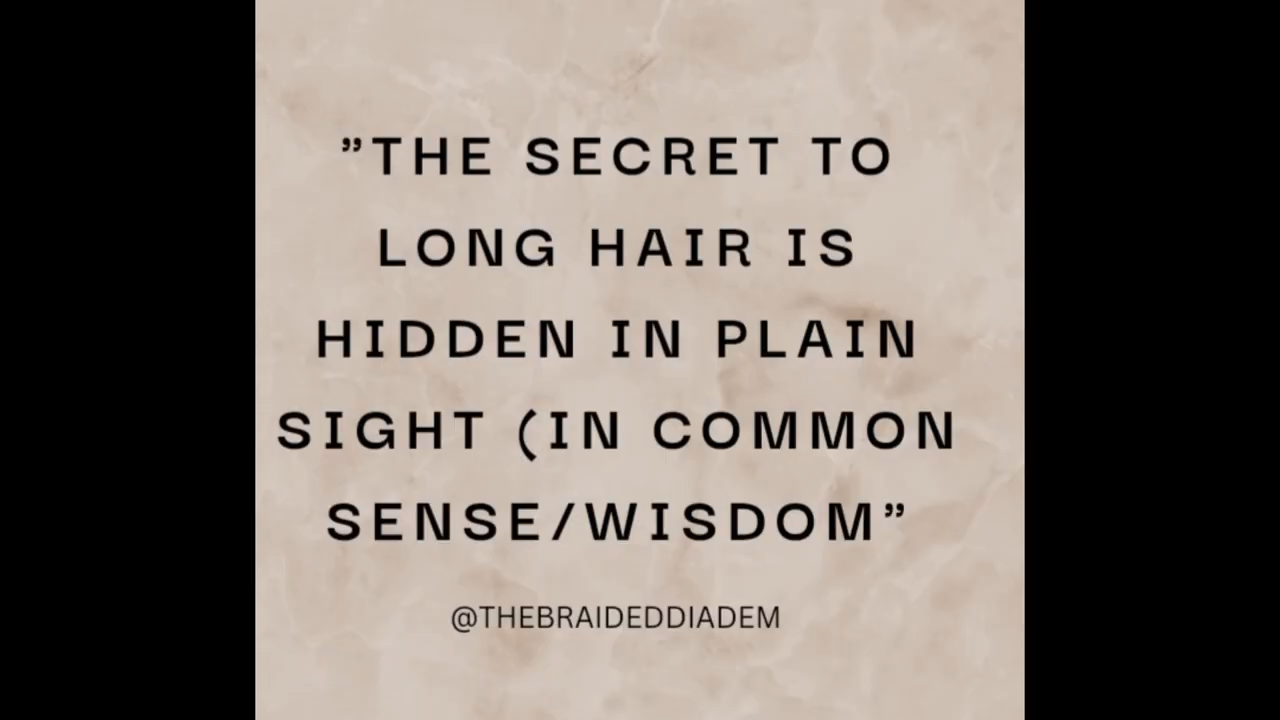 ”THE SECRET TO
LONG HAIR IS
HIDDEN IN PLAIN
SIGHT (IN COMMON
SENSE/WISDOM”
@THEBRAIDEDDIADEM